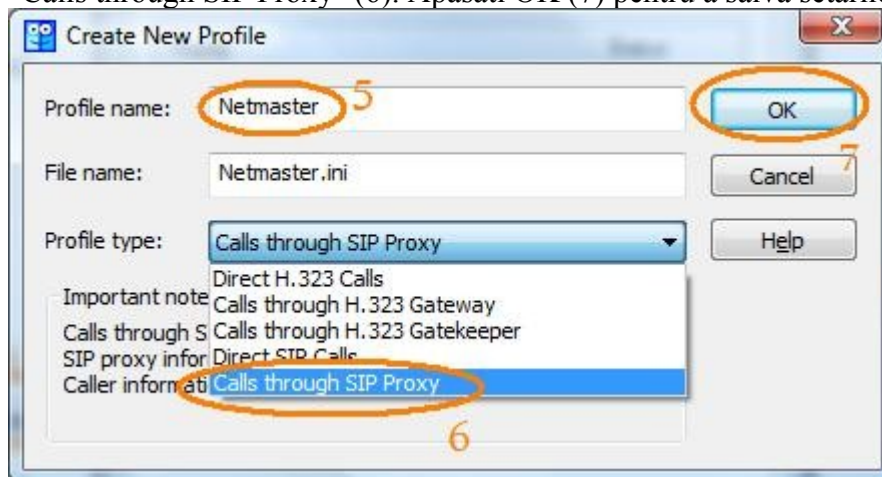 Calls through SIP Proxy" (6). Apasati OK (7) pentru a salva setarile
Create New Profile
Profile name: Netmaster 5 OK
7
File name: Netmaster.ini Cancel
Profile type: Calls through SIP Proxy Help
Direct H.323 Calls
Important note Calls through H.323 Gateway
Calls through S Calls through H.323 Gatekeeper
SIP proxy infor Direct SIP Calls
Caller informati Calls through SIP Proxy
6